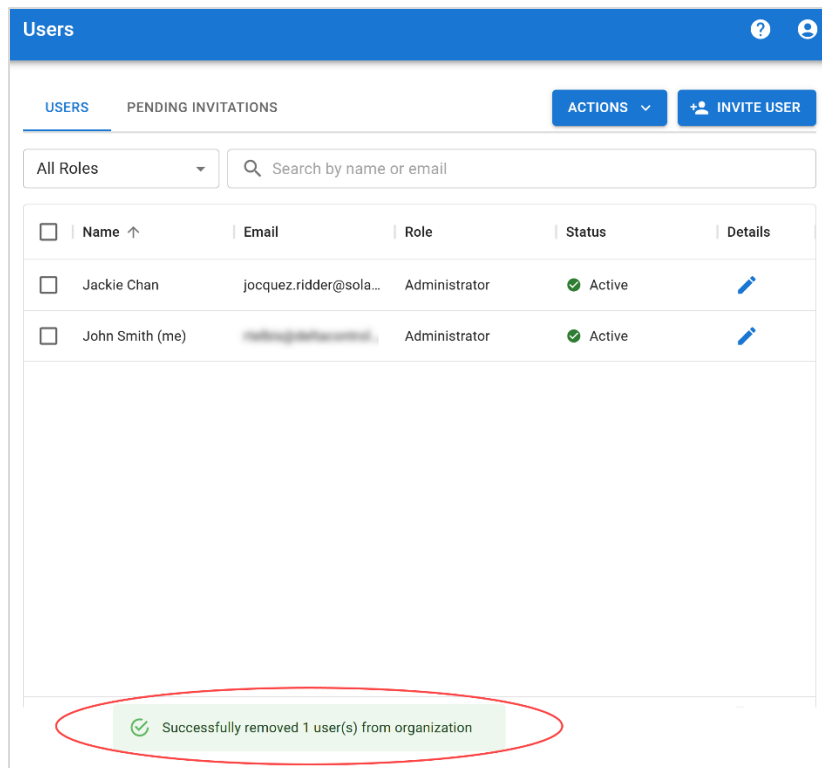 Users
USERS PENDING INVITATIONS ACTIONS INVITE USER
All Roles Search by name or email
Name Email Role Status Details
Jackie Chan jocquez.ridder@sola... Administrator Active
John Smith (me) Administrator Active
Successfully removed 1 user(s) from organization